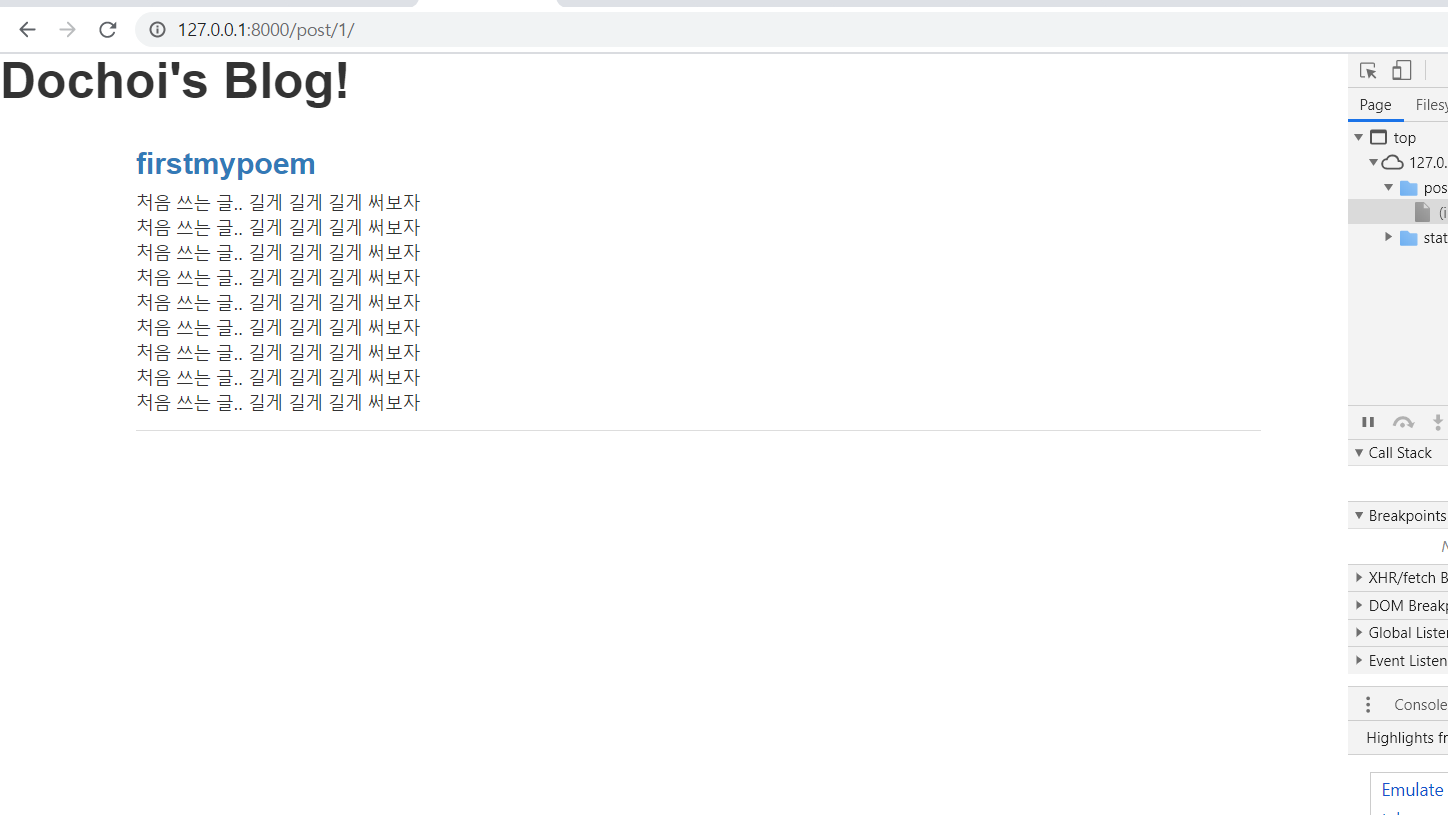 127.0.0.1:8000/post/1/
Dochoi's Blog!
firstmypoem
처음 쓰는 글.. 길게 길게 길게 써보자
처음 쓰는 글.. 길게 길게 길게 써보자
처음 쓰는 글.. 길게 길게 길게 써보자
처음 쓰는 글.. 길게 길게 길게 써보자
처음 쓰는 글.. 길게 길게 길게 써보자
처음 쓰는 글.. 길게 길게 길게 써보자
처음 쓰는 글.. 길게 길게 길게 써보자
처음 쓰는 글.. 길게 길게 길게 써보자
처음 쓰는 글.. 길게 길게 길게 써보자
Page Filesy
top
127.0.
pos
(i
stat
Call Stack
Breakpoints
N
XHR/fetch B
DOM Breakp
Global Lister
Event Listen
Console
Highlights fr
Emulate